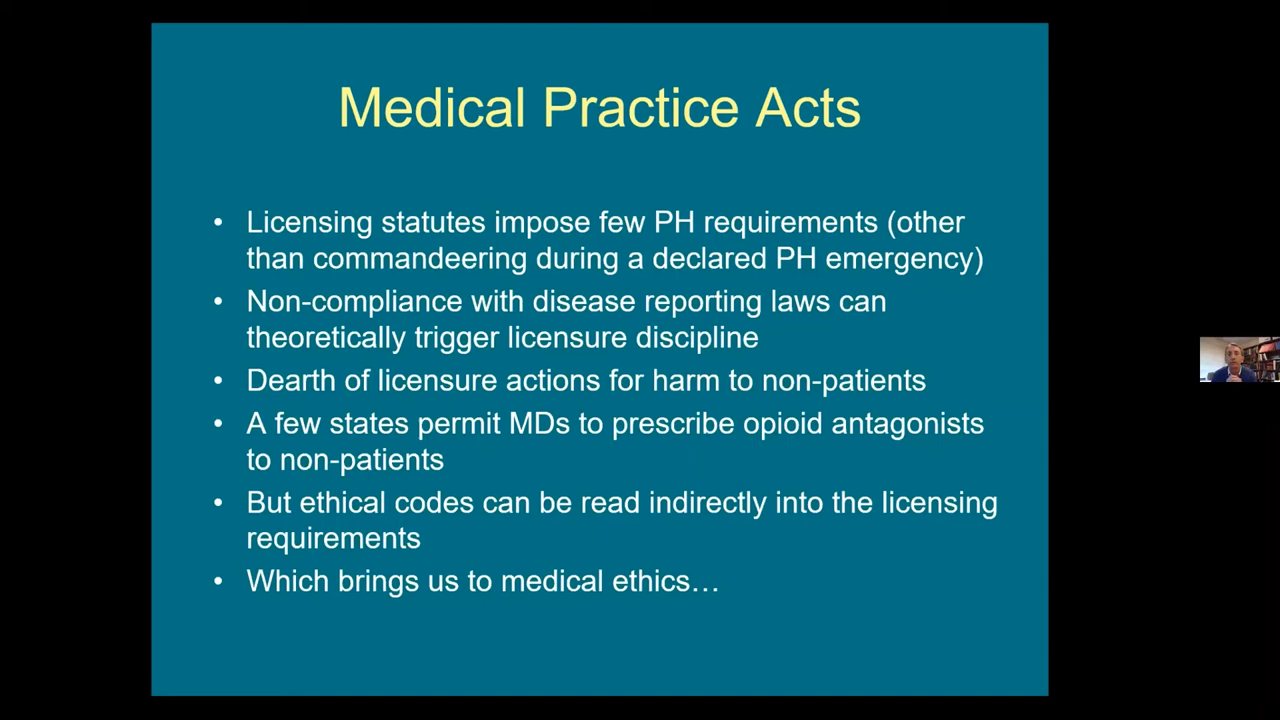 Medical Practice Acts
• Licensing statutes impose few PH requirements (other
than commandeering during a declared PH emergency)
• Non-compliance with disease reporting laws can
theoretically trigger licensure discipline
• Dearth of licensure actions for harm to non-patients
• A few states permit MDs to prescribe opioid antagonists
to non-patients
• But ethical codes can be read indirectly into the licensing
requirements
• Which brings us to medical ethics…